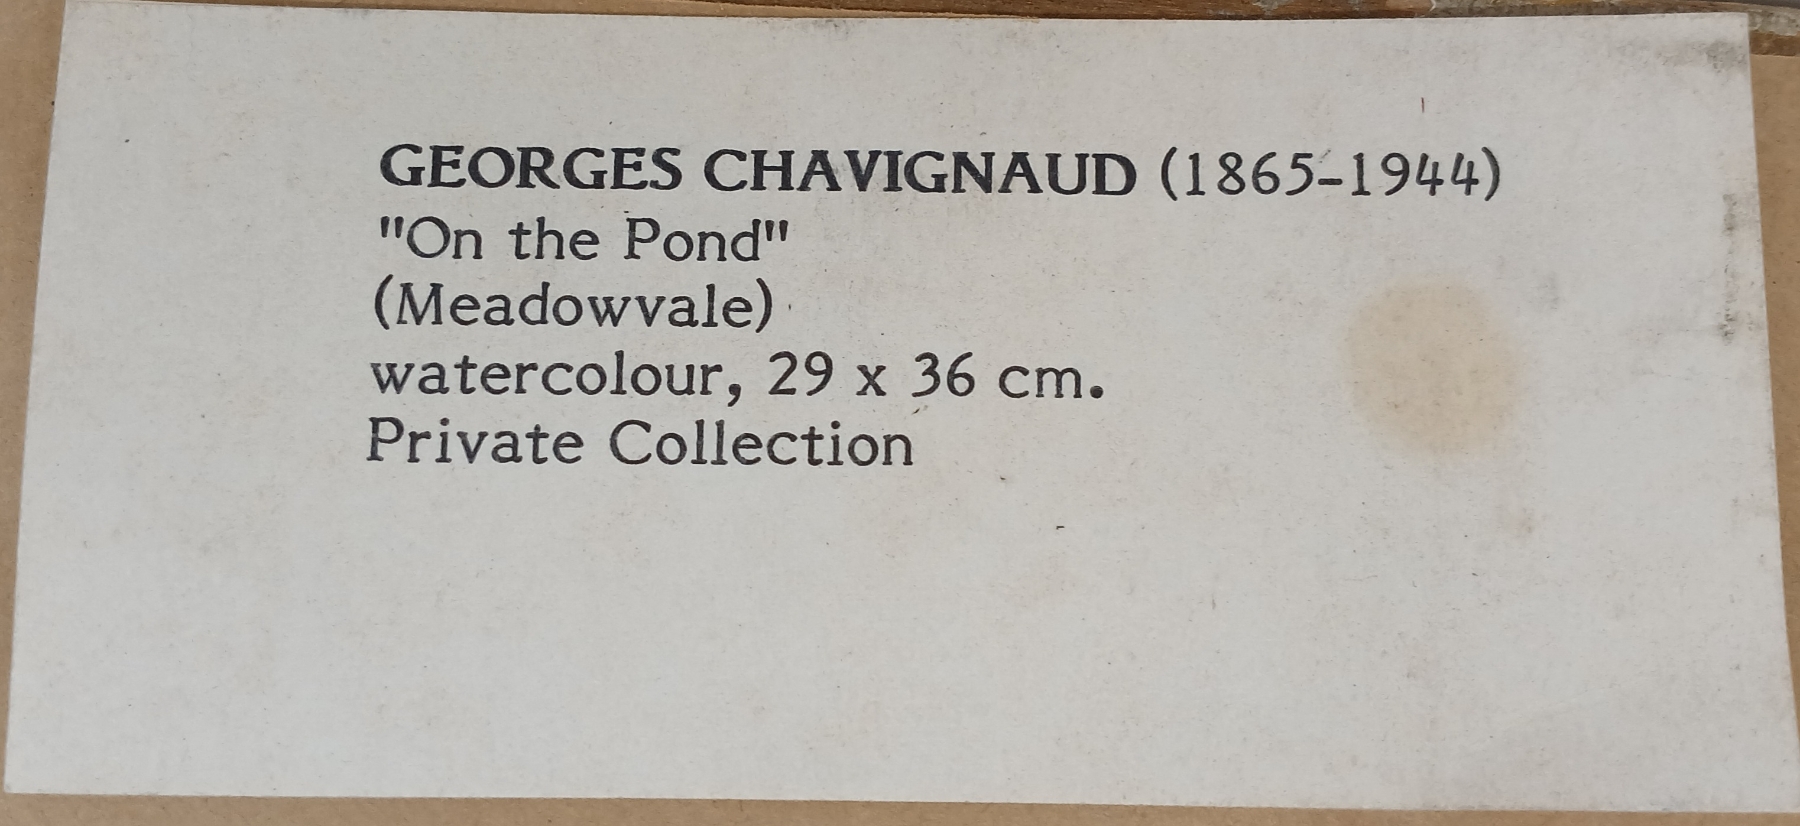 GEORGES CHAVIGNAUD (1865-1944)
"On the Pond"
(Meadowvale)
watercolour, 29 x 36 cm.
Private Collection